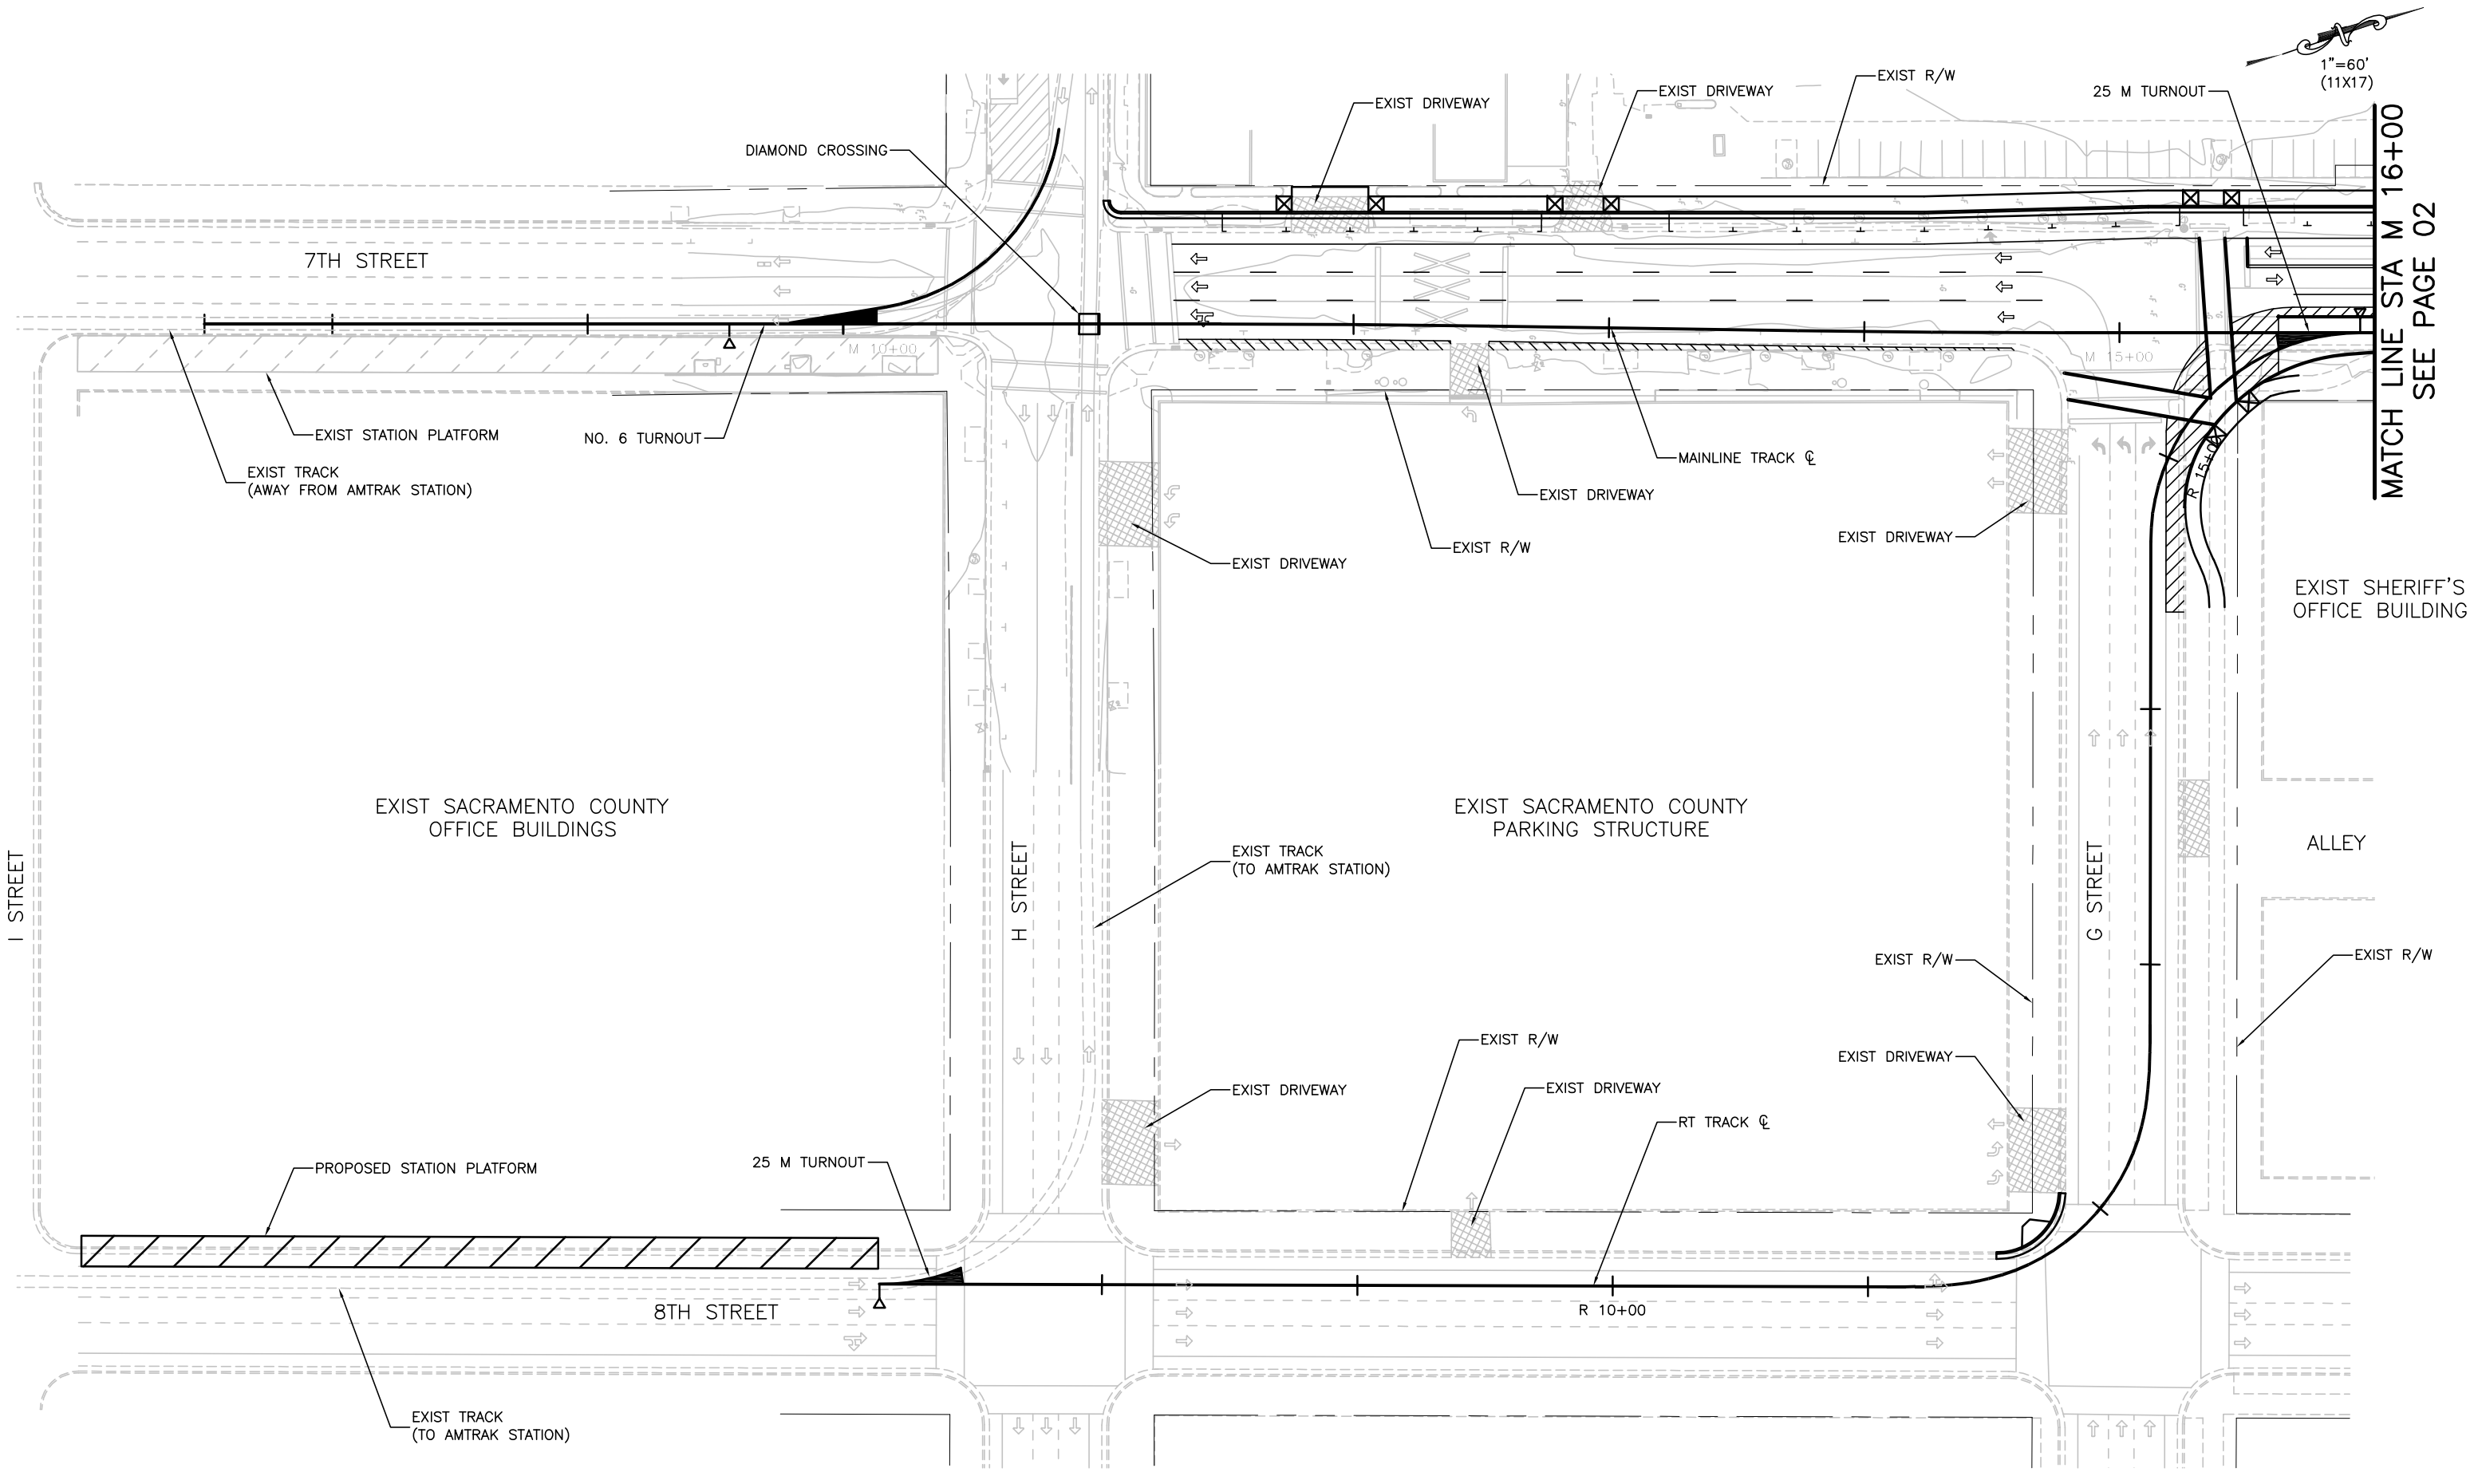 1"=60'
(11X17)
EXIST R/W
EXIST DRIVEWAY
EXIST DRIVEWAY
25 M TURNOUT
MATCH LINE STA M 16+00
SEE PAGE 02
DIAMOND CROSSING
7TH STREET
M 10+00
M 15+00
EXIST STATION PLATFORM
NO. 6 TURNOUT
EXIST TRACK
(AWAY FROM AMTRAK STATION)
MAINLINE TRACK ℄
EXIST DRIVEWAY
R 15+00
EXIST R/W
EXIST DRIVEWAY
EXIST DRIVEWAY
EXIST SHERIFF'S
OFFICE BUILDING
EXIST SACRAMENTO COUNTY
OFFICE BUILDINGS
EXIST SACRAMENTO COUNTY
PARKING STRUCTURE
ALLEY
I STREET
H STREET
G STREET
EXIST TRACK
(TO AMTRAK STATION)
EXIST R/W
EXIST R/W
EXIST R/W
EXIST DRIVEWAY
EXIST DRIVEWAY
EXIST DRIVEWAY
RT TRACK ℄
PROPOSED STATION PLATFORM
25 M TURNOUT
8TH STREET
R 10+00
EXIST TRACK
(TO AMTRAK STATION)